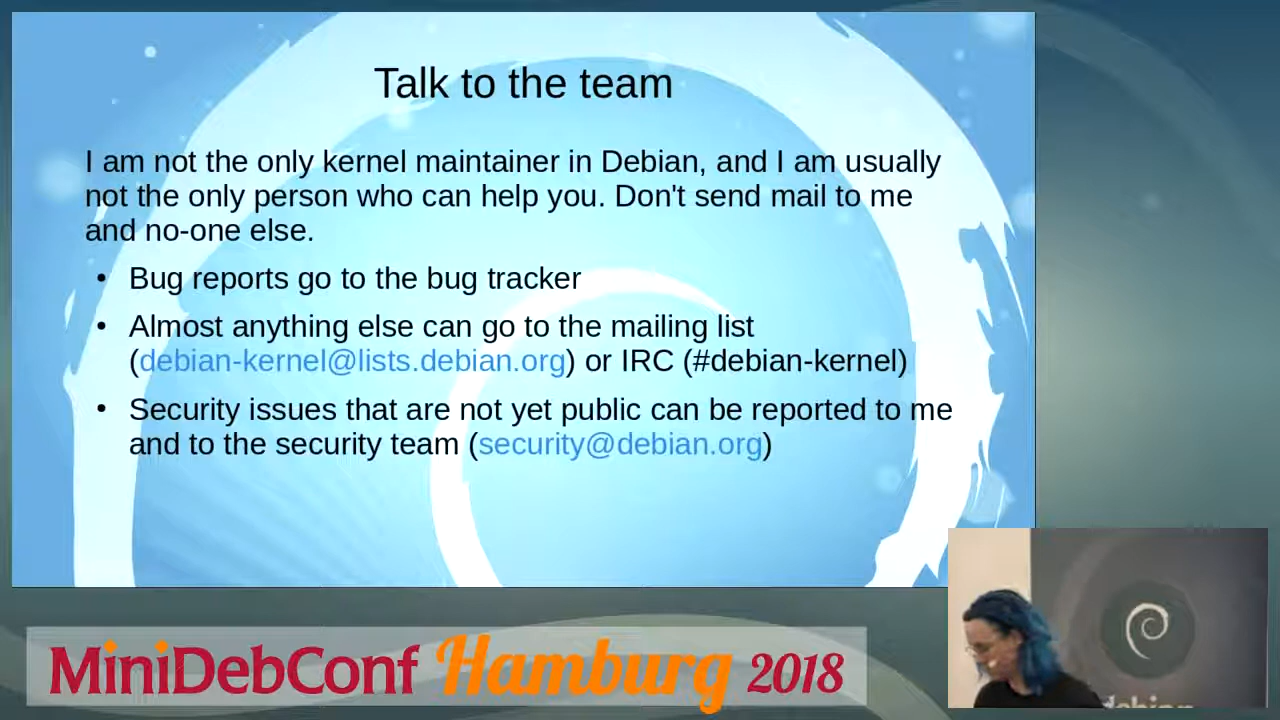 Talk to the team
I am not the only kernel maintainer in Debian, and I am usually
not the only person who can help you. Don't send mail to me
and no-one else.
• Bug reports go to the bug tracker
• Almost anything else can go to the mailing list
(debian-kernel@lists.debian.org) or IRC (#debian-kernel)
• Security issues that are not yet public can be reported to me
and to the security team (security@debian.org)
MiniDebConf Hamburg 2018
debian